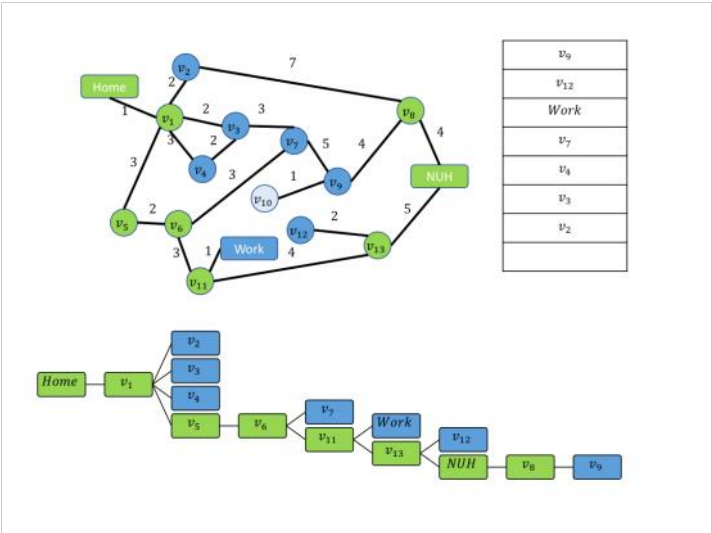 7
v₂
Home
2
1
v₁
2
3
v₃
v₈
3
2
v₇
4
v₄
5
4
3
3
1
v₉
NUH
v₁₀
v₅
2
v₆
v₁₂
2
5
3
1
Work
v₁₃
4
v₁₁
v₉
v₁₂
Work
v₇
v₄
v₃
v₂
v₂
Home
v₁
v₃
v₄
v₅
v₆
v₇
v₁₁
Work
v₁₃
v₁₂
NUH
v₈
v₉